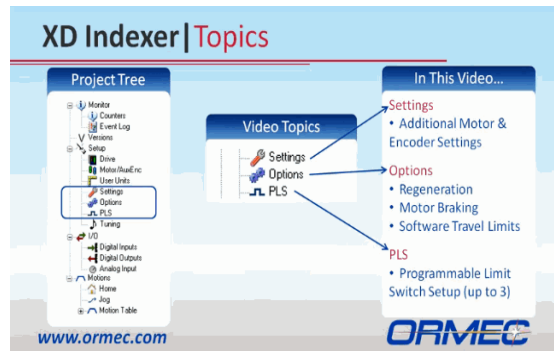 XD Indexer|Topics
Project Tree
Monitor
Counters
Event Log
Versions
Setup
Drive
Motor/AuxEnc
User Units
Settings
Options
PLS
Tuning
I/O
Digital Inputs
Digital Outputs
Analog Input
Motions
Home
Jog
Motion Table
Video Topics
Settings
Options
PLS
In This Video...
Settings
• Additional Motor &
Encoder Settings
Options
• Regeneration
• Motor Braking
• Software Travel Limits
PLS
• Programmable Limit
Switch Setup (up to 3)
www.ormec.com
ORMEC